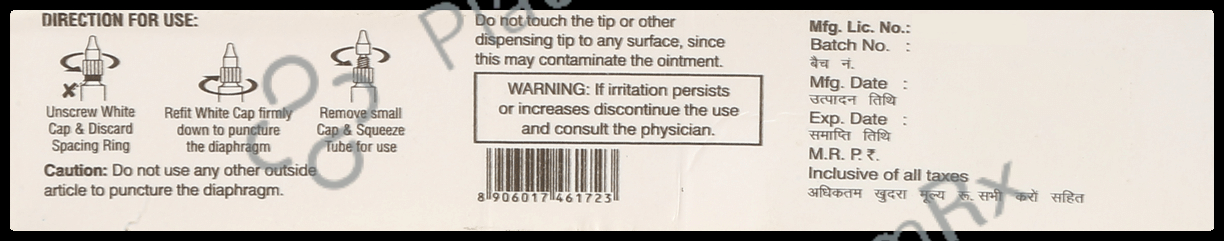 DIRECTION FOR USE:
Unscrew White
Cap & Discard
Spacing Ring
Refit White Cap firmly
down to puncture
the diaphragm
Remove small
Cap & Squeeze
Tube for use
Caution: Do not use any other outside
article to puncture the diaphragm.
Do not touch the tip or other
dispensing tip to any surface, since
this may contaminate the ointment.
WARNING: If irritation persists
or increases discontinue the use
and consult the physician.
8 906017 461723
Mfg. Lic. No.:
Batch No. :
बैच नं.
Mfg. Date :
उत्पादन तिथि
Exp. Date :
समाप्ति तिथि
M.R. P. ₹.
Inclusive of all taxes
अधिकतम खुदरा मूल्य रू. सभी करों सहित